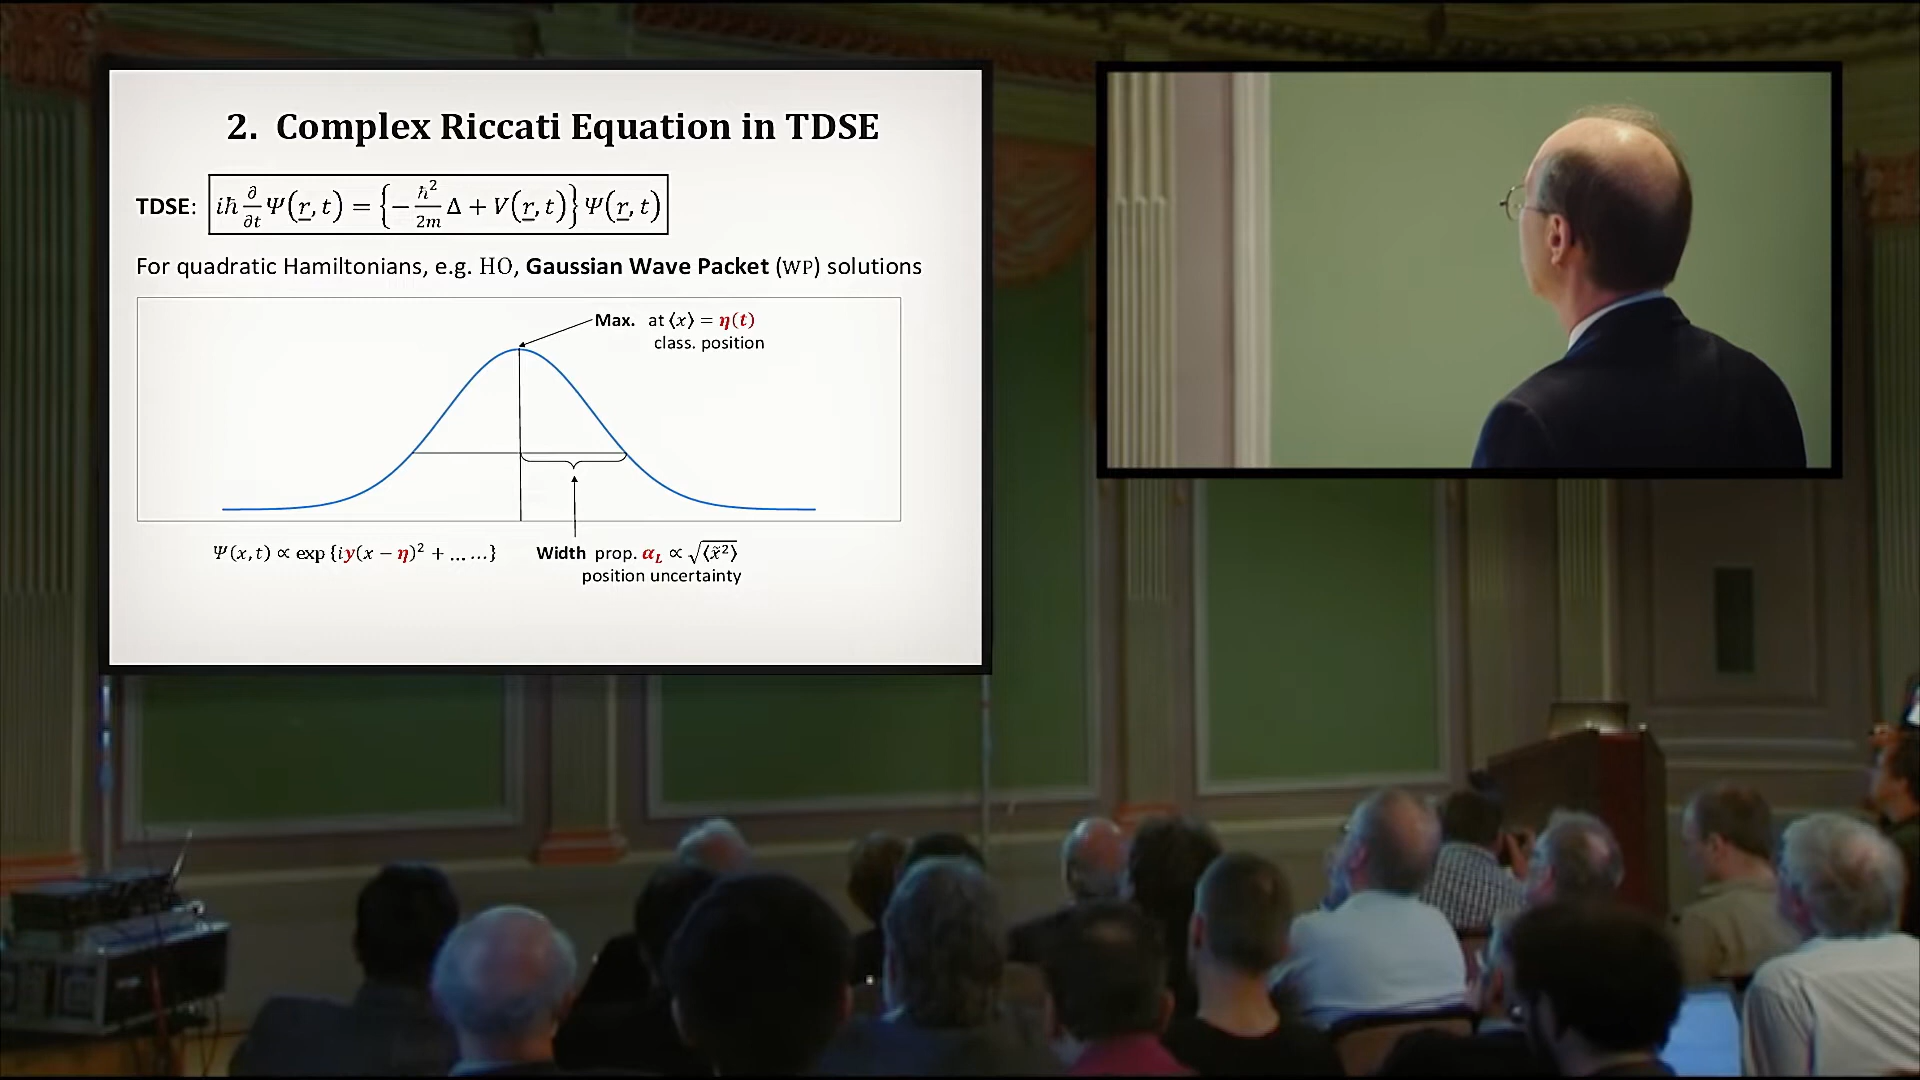 2. Complex Riccati Equation in TDSE
TDSE: iħ ∂/∂t Ψ(r̲, t) = {−ħ²/2m Δ + V(r̲, t)} Ψ(r̲, t)
For quadratic Hamiltonians, e.g. HO, Gaussian Wave Packet (WP) solutions
Max. at ⟨x⟩ = η(t)
class. position
Ψ(x, t) ∝ exp {iy(x − η)² + … …}
Width prop. α_L ∝ √⟨x̃²⟩
position uncertainty